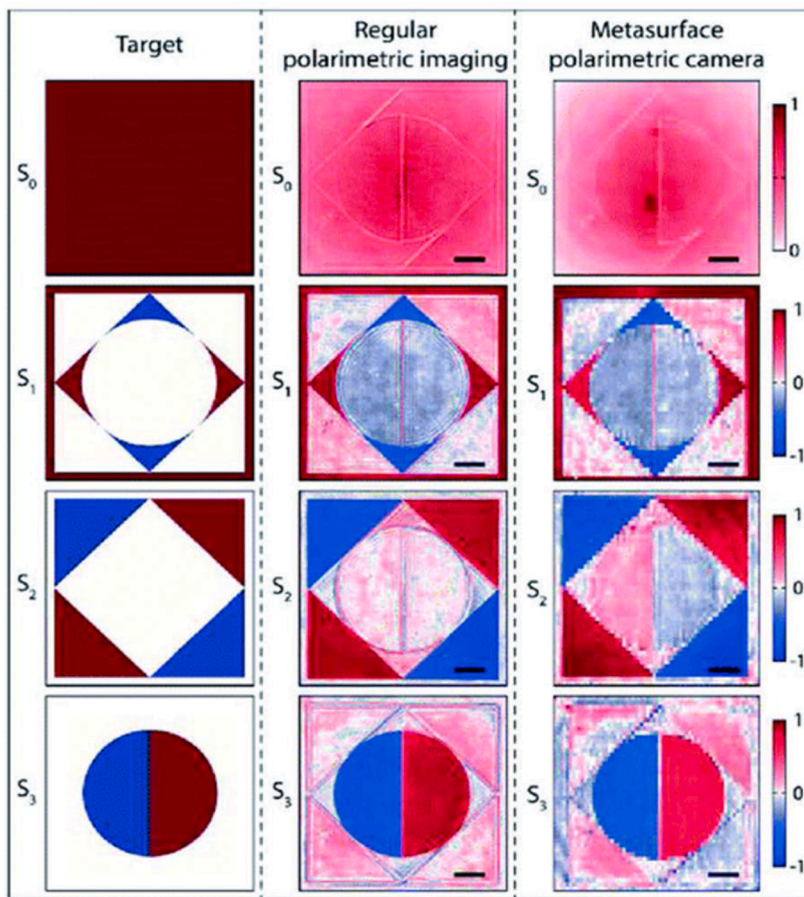 Target
Regular
polarimetric imaging
Metasurface
polarimetric camera
S₀
S₀
S₀
1
0
S₁
S₁
S₁
1
0
-1
S₂
S₂
S₂
1
0
-1
S₃
S₃
S₃
1
0
-1